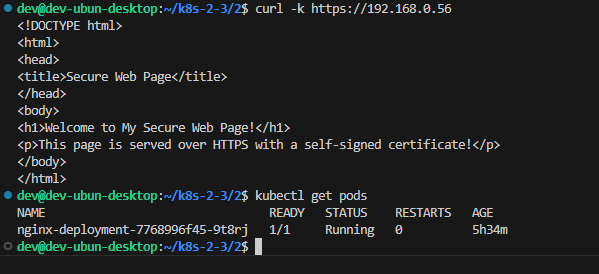 dev@dev-ubun-desktop:~/k8s-2-3/2$ curl -k https://192.168.0.56
<!DOCTYPE html>
<html>
<head>
<title>Secure Web Page</title>
</head>
<body>
<h1>Welcome to My Secure Web Page!</h1>
<p>This page is served over HTTPS with a self-signed certificate!</p>
</body>
</html>
dev@dev-ubun-desktop:~/k8s-2-3/2$ kubectl get pods
NAME                                READY   STATUS    RESTARTS   AGE
nginx-deployment-7768996f45-9t8rj   1/1     Running   0          5h34m
dev@dev-ubun-desktop:~/k8s-2-3/2$